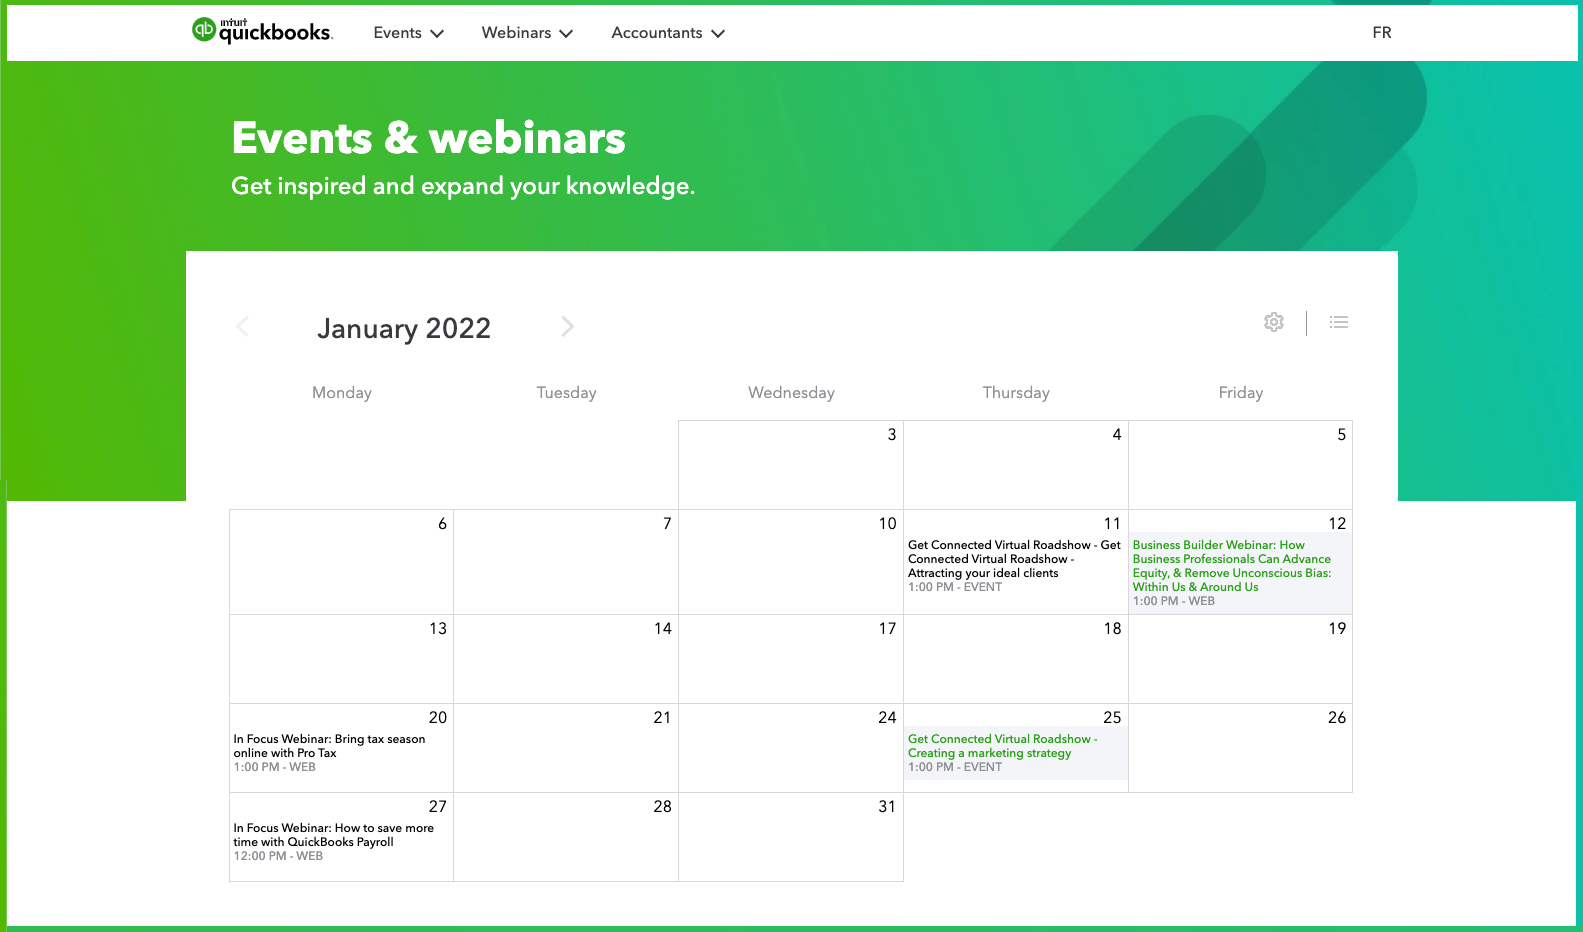 intuit
quickbooks.
Events
Webinars
Accountants
FR
Events & webinars
Get inspired and expand your knowledge.
January 2022
Monday
Tuesday
Wednesday
Thursday
Friday
3
4
5
6
7
10
11
Get Connected Virtual Roadshow - Get
Connected Virtual Roadshow -
Attracting your ideal clients
1:00 PM - EVENT
12
Business Builder Webinar: How
Business Professionals Can Advance
Equity, & Remove Unconscious Bias:
Within Us & Around Us
1:00 PM - WEB
13
14
17
18
19
20
In Focus Webinar: Bring tax season
online with Pro Tax
1:00 PM - WEB
21
24
25
Get Connected Virtual Roadshow -
Creating a marketing strategy
1:00 PM - EVENT
26
27
In Focus Webinar: How to save more
time with QuickBooks Payroll
12:00 PM - WEB
28
31